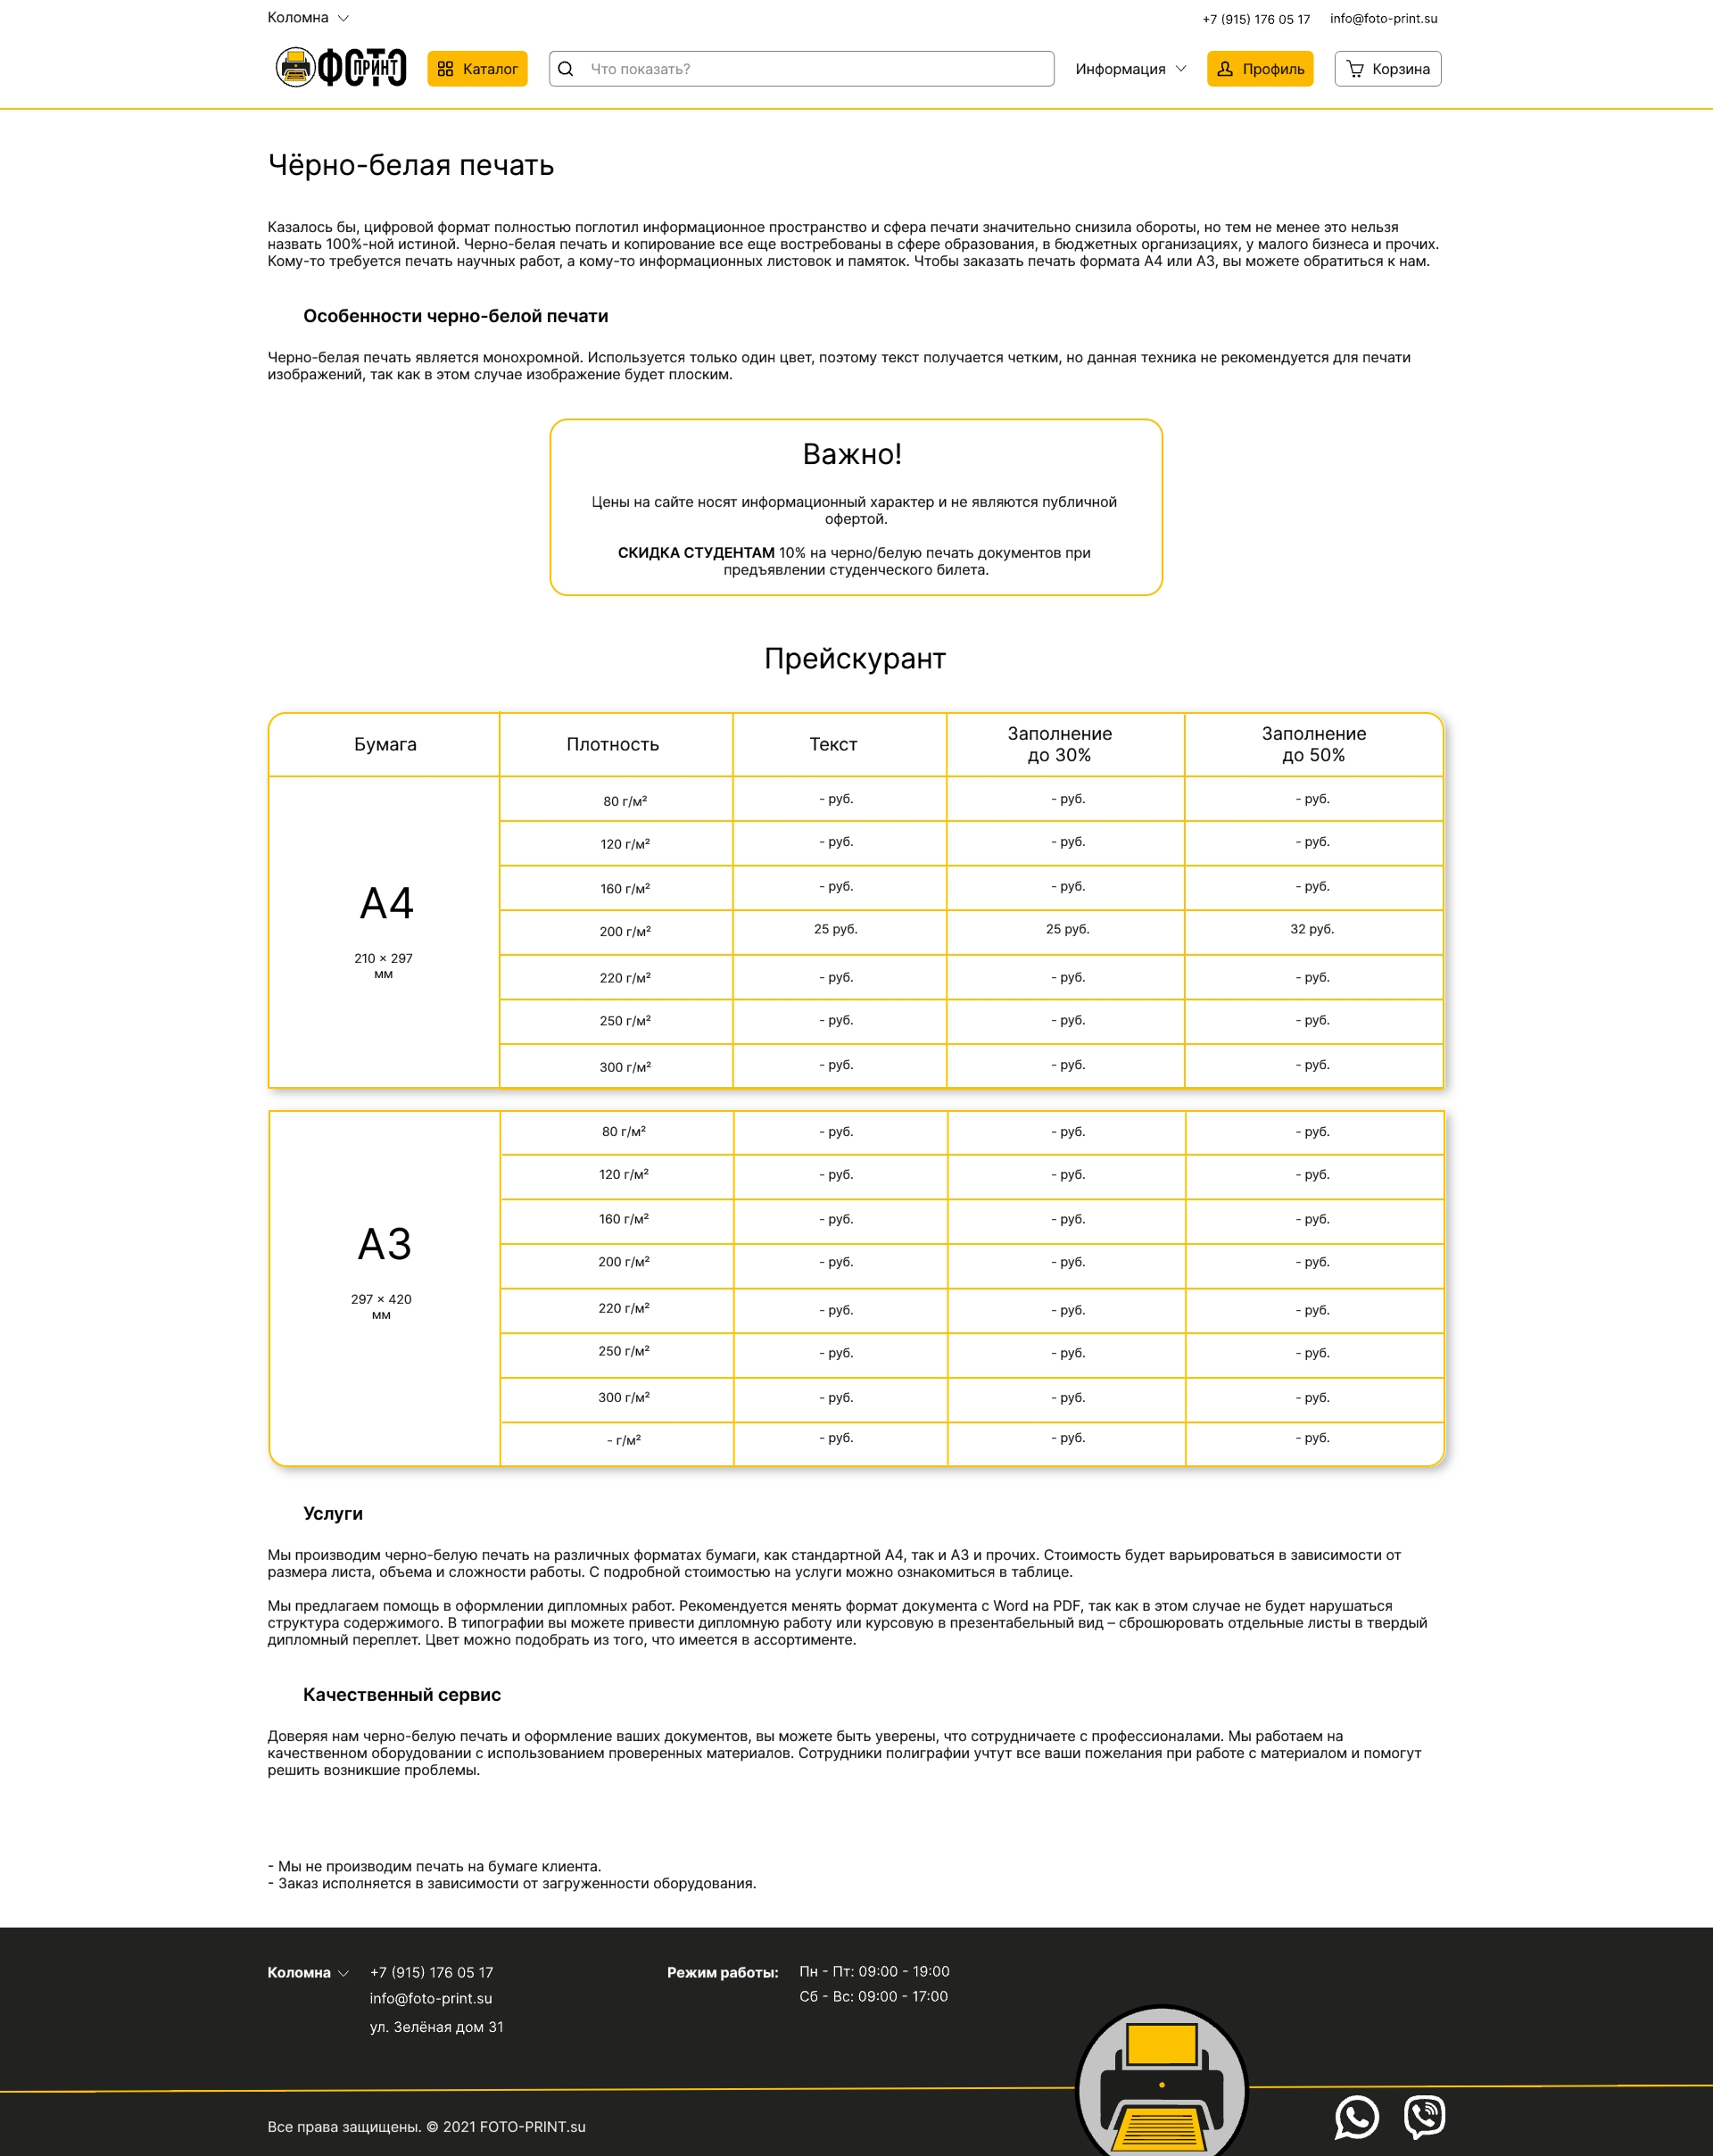 Коломна
+7 (915) 176 05 17
info@foto-print.su
ФОТО
ПРИНТ
Каталог
Что показать?
Информация
Профиль
Корзина
Чёрно-белая печать
Казалось бы, цифровой формат полностью поглотил информационное пространство и сфера печати значительно снизила обороты, но тем не менее это нельзя
назвать 100%-ной истиной. Черно-белая печать и копирование все еще востребованы в сфере образования, в бюджетных организациях, у малого бизнеса и прочих.
Кому-то требуется печать научных работ, а кому-то информационных листовок и памяток. Чтобы заказать печать формата А4 или А3, вы можете обратиться к нам.
Особенности черно-белой печати
Черно-белая печать является монохромной. Используется только один цвет, поэтому текст получается четким, но данная техника не рекомендуется для печати
изображений, так как в этом случае изображение будет плоским.
Важно!
Цены на сайте носят информационный характер и не являются публичной
офертой.
СКИДКА СТУДЕНТАМ 10% на черно/белую печать документов при
предъявлении студенческого билета.
Прейскурант
Бумага
Плотность
Текст
Заполнение
до 30%
Заполнение
до 50%
А4
210 × 297
мм
80 г/м² - руб. - руб. - руб.
120 г/м² - руб. - руб. - руб.
160 г/м² - руб. - руб. - руб.
200 г/м² 25 руб. 25 руб. 32 руб.
220 г/м² - руб. - руб. - руб.
250 г/м² - руб. - руб. - руб.
300 г/м² - руб. - руб. - руб.
А3
297 × 420
мм
80 г/м² - руб. - руб. - руб.
120 г/м² - руб. - руб. - руб.
160 г/м² - руб. - руб. - руб.
200 г/м² - руб. - руб. - руб.
220 г/м² - руб. - руб. - руб.
250 г/м² - руб. - руб. - руб.
300 г/м² - руб. - руб. - руб.
- г/м² - руб. - руб. - руб.
Услуги
Мы производим черно-белую печать на различных форматах бумаги, как стандартной А4, так и А3 и прочих. Стоимость будет варьироваться в зависимости от
размера листа, объема и сложности работы. С подробной стоимостью на услуги можно ознакомиться в таблице.
Мы предлагаем помощь в оформлении дипломных работ. Рекомендуется менять формат документа с Word на PDF, так как в этом случае не будет нарушаться
структура содержимого. В типографии вы можете привести дипломную работу или курсовую в презентабельный вид – сброшюровать отдельные листы в твердый
дипломный переплет. Цвет можно подобрать из того, что имеется в ассортименте.
Качественный сервис
Доверяя нам черно-белую печать и оформление ваших документов, вы можете быть уверены, что сотрудничаете с профессионалами. Мы работаем на
качественном оборудовании с использованием проверенных материалов. Сотрудники полиграфии учтут все ваши пожелания при работе с материалом и помогут
решить возникшие проблемы.
- Мы не производим печать на бумаге клиента.
- Заказ исполняется в зависимости от загруженности оборудования.
Коломна
+7 (915) 176 05 17
info@foto-print.su
ул. Зелёная дом 31
Режим работы:
Пн - Пт: 09:00 - 19:00
Сб - Вс: 09:00 - 17:00
Все права защищены. © 2021 FOTO-PRINT.su